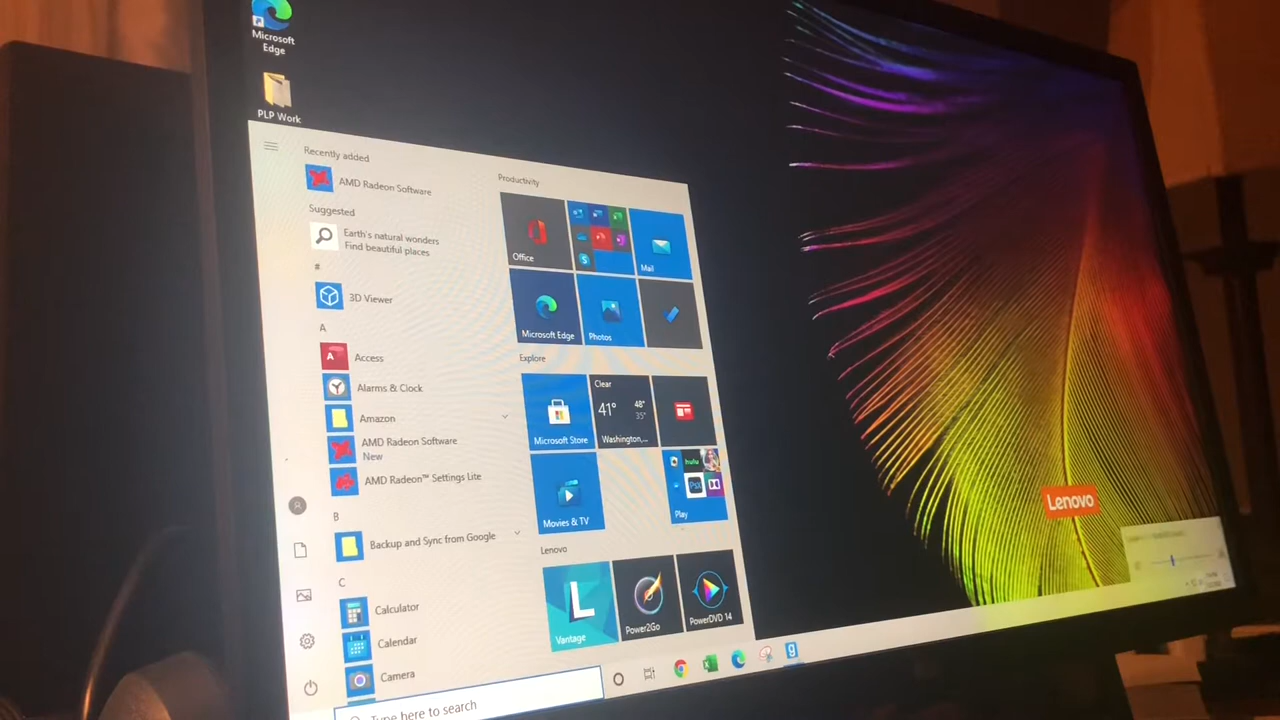 Microsoft
Edge
PLP Work
Recently added
AMD Radeon Software
Suggested
Earth's natural wonders
Find beautiful places
#
3D Viewer
A
Access
Alarms & Clock
Amazon
AMD Radeon Software
New
AMD Radeon™ Settings Lite
B
Backup and Sync from Google
C
Calculator
Calendar
Camera
Type here to search
Productivity
Office
Mail
Microsoft Edge
Photos
Explore
Microsoft Store
Clear
41°
48°
35°
Washington,...
Movies & TV
hulu
Play
Lenovo
L
Vantage
Power2Go
PowerDVD 14
Lenovo